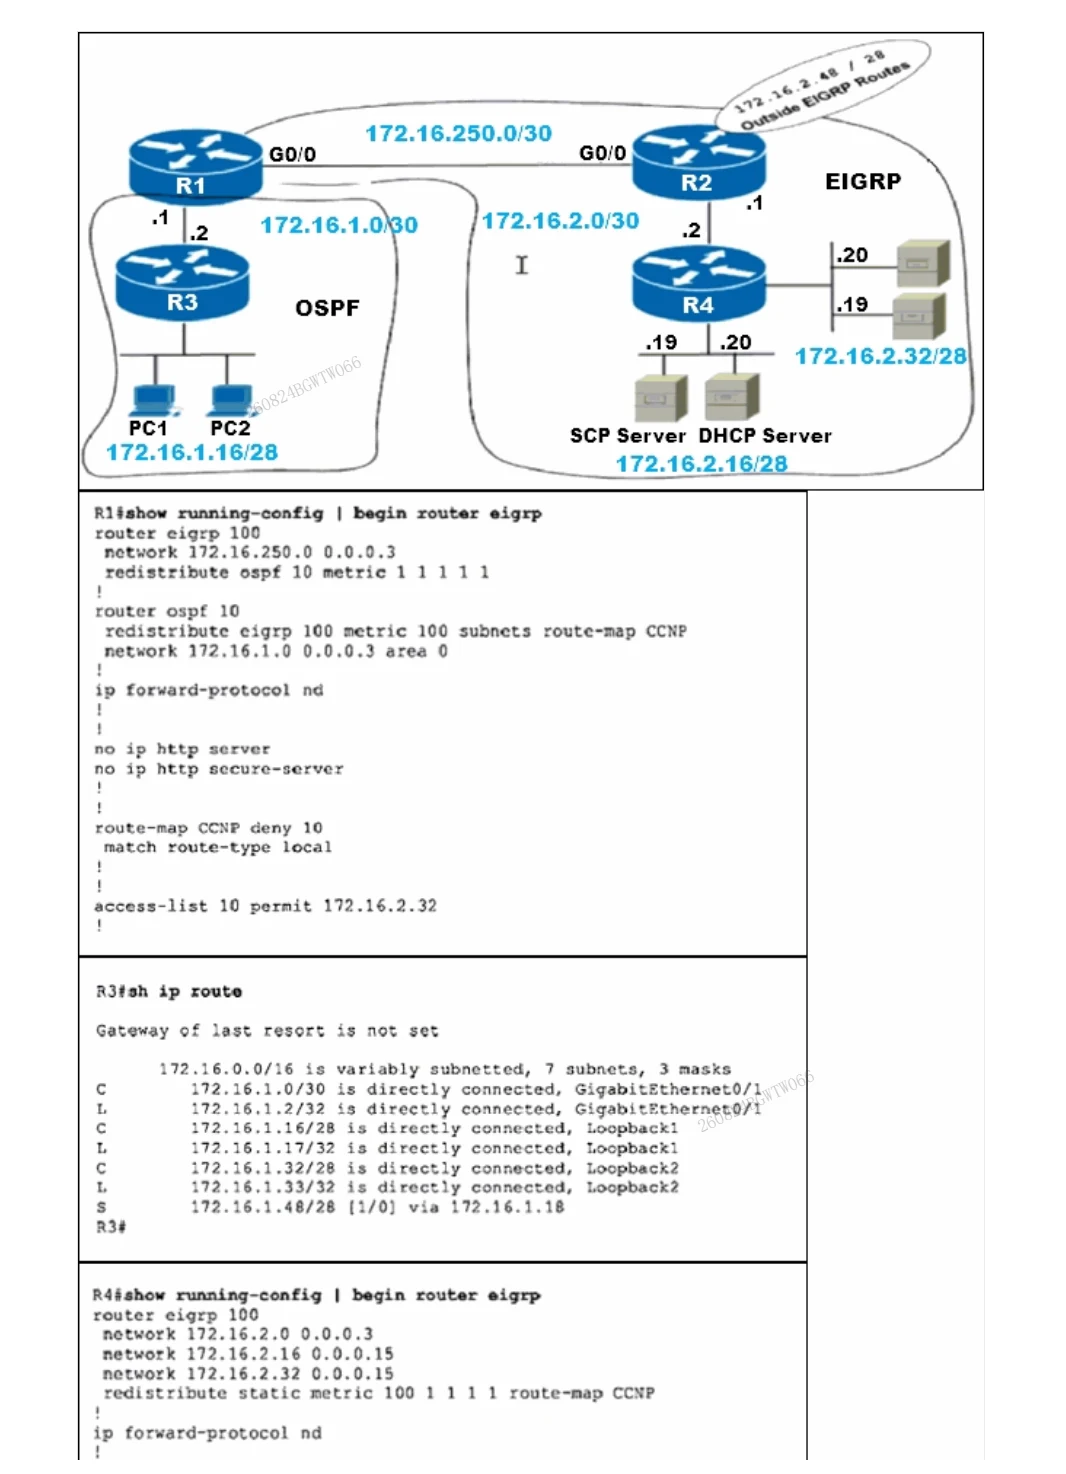 172.16.2.48 / 28
Outside EIGRP Routes
172.16.250.0/30
G0/0
G0/0
R1
R2
EIGRP
.1
.1
172.16.1.0/30
172.16.2.0/30
.2
.2
.20
R3
OSPF
R4
.19
.19
.20
172.16.2.32/28
260824BGWTW066
PC1
PC2
SCP Server
DHCP Server
172.16.1.16/28
172.16.2.16/28
R1#show running-config | begin router eigrp
router eigrp 100
network 172.16.250.0 0.0.0.3
redistribute ospf 10 metric 1 1 1 1 1
!
router ospf 10
redistribute eigrp 100 metric 100 subnets route-map CCNP
network 172.16.1.0 0.0.0.3 area 0
!
ip forward-protocol nd
!
!
no ip http server
no ip http secure-server
!
!
route-map CCNP deny 10
match route-type local
!
!
access-list 10 permit 172.16.2.32
!
R3#sh ip route
Gateway of last resort is not set
172.16.0.0/16 is variably subnetted, 7 subnets, 3 masks
C 172.16.1.0/30 is directly connected, GigabitEthernet0/1
L 172.16.1.2/32 is directly connected, GigabitEthernet0/1
C 172.16.1.16/28 is directly connected, Loopback1
L 172.16.1.17/32 is directly connected, Loopback1
C 172.16.1.32/28 is directly connected, Loopback2
L 172.16.1.33/32 is directly connected, Loopback2
S 172.16.1.48/28 [1/0] via 172.16.1.18
R3#
260824BGWTW066
R4#show running-config | begin router eigrp
router eigrp 100
network 172.16.2.0 0.0.0.3
network 172.16.2.16 0.0.0.15
network 172.16.2.32 0.0.0.15
redistribute static metric 100 1 1 1 1 route-map CCNP
!
ip forward-protocol nd
!